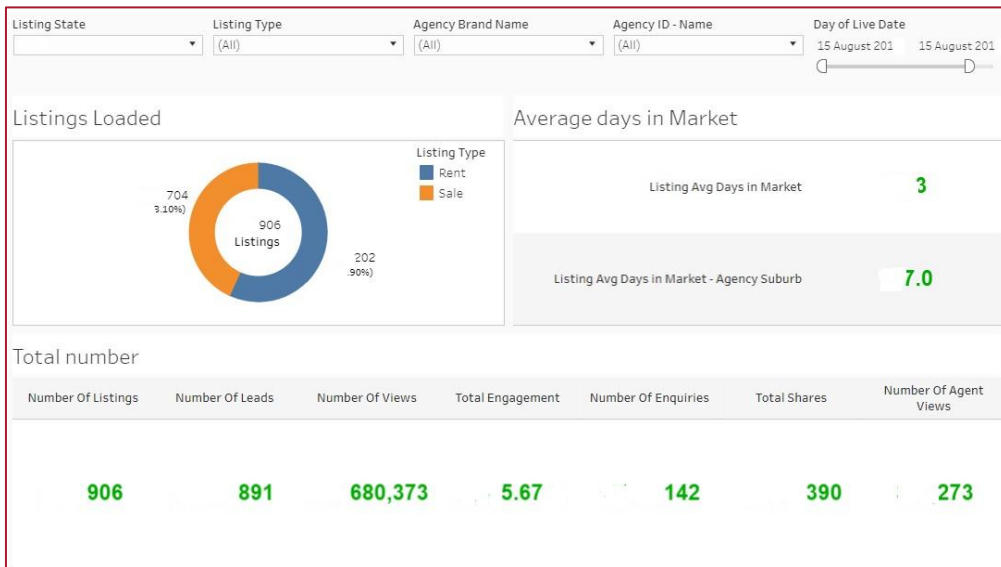 Listing State Listing Type Agency Brand Name Agency ID - Name Day of Live Date
(All) (All) (All) 15 August 201 15 August 201
Listings Loaded
Listing Type
Rent
Sale
704
3.10%)
906
Listings
202
.90%)
Average days in Market
Listing Avg Days in Market 3
Listing Avg Days in Market - Agency Suburb 7.0
Total number
Number Of Listings Number Of Leads Number Of Views Total Engagement Number Of Enquiries Total Shares Number Of Agent
Views
906 891 680,373 5.67 142 390 273